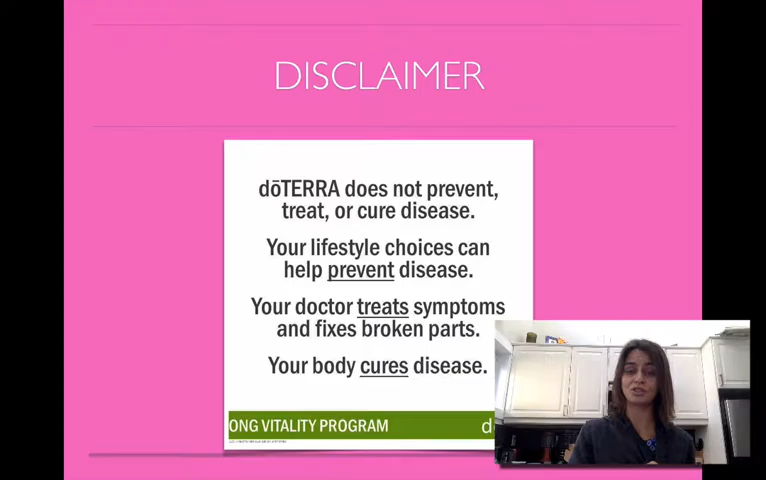 DISCLAIMER
dōTERRA does not prevent,
treat, or cure disease.
Your lifestyle choices can
help prevent disease.
Your doctor treats symptoms
and fixes broken parts.
Your body cures disease.
ONG VITALITY PROGRAM
d